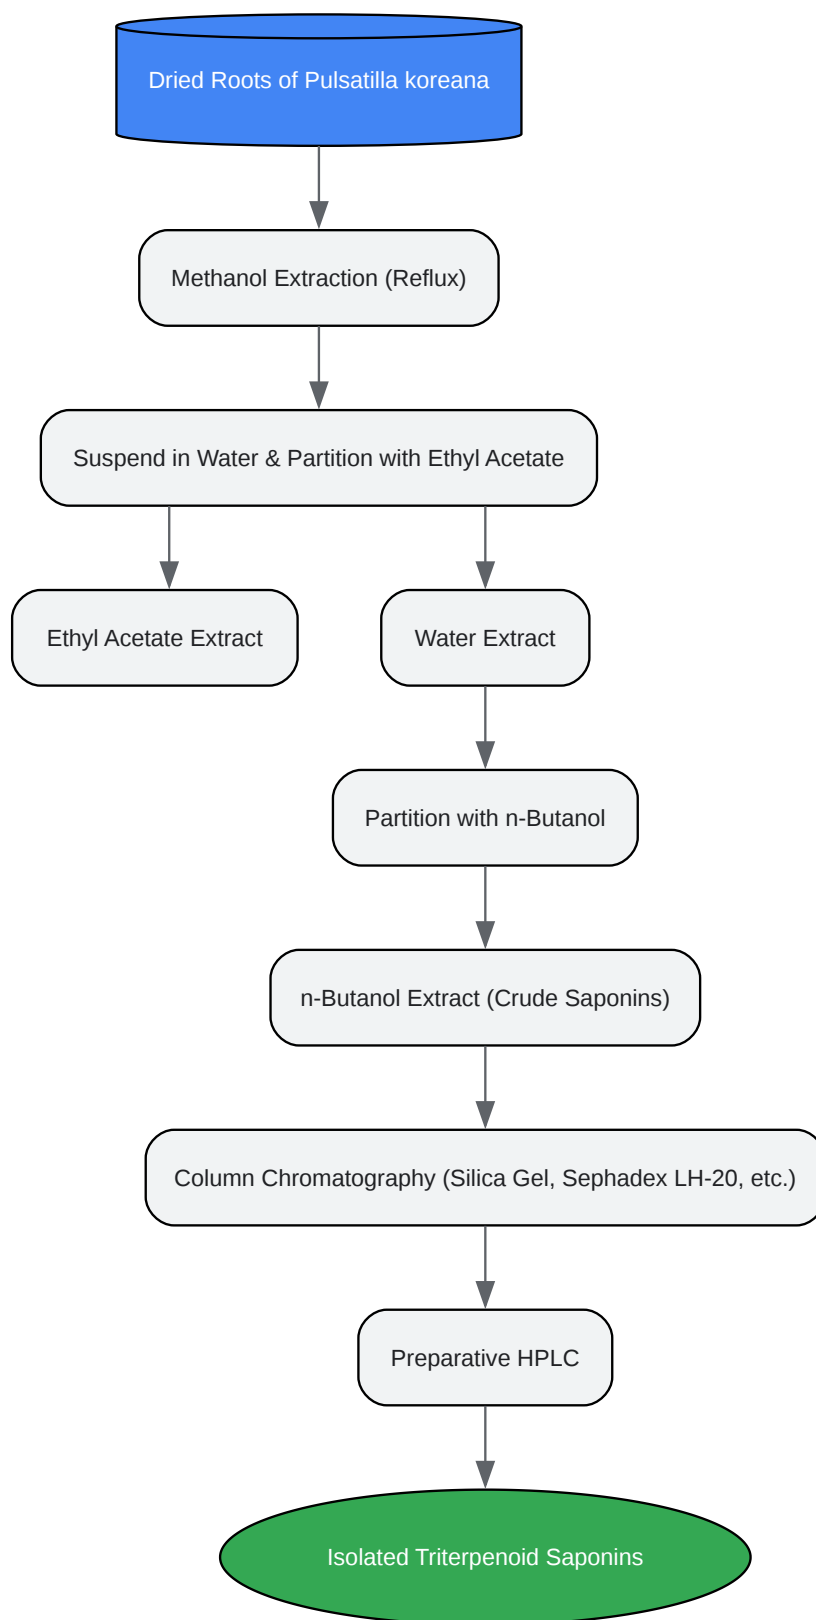 Dried Roots of Pulsatilla koreana
Methanol Extraction (Reflux)
Suspend in Water & Partition with Ethyl Acetate
Ethyl Acetate Extract
Water Extract
Partition with n-Butanol
n-Butanol Extract (Crude Saponins)
Column Chromatography (Silica Gel, Sephadex LH-20, etc.)
Preparative HPLC
Isolated Triterpenoid Saponins